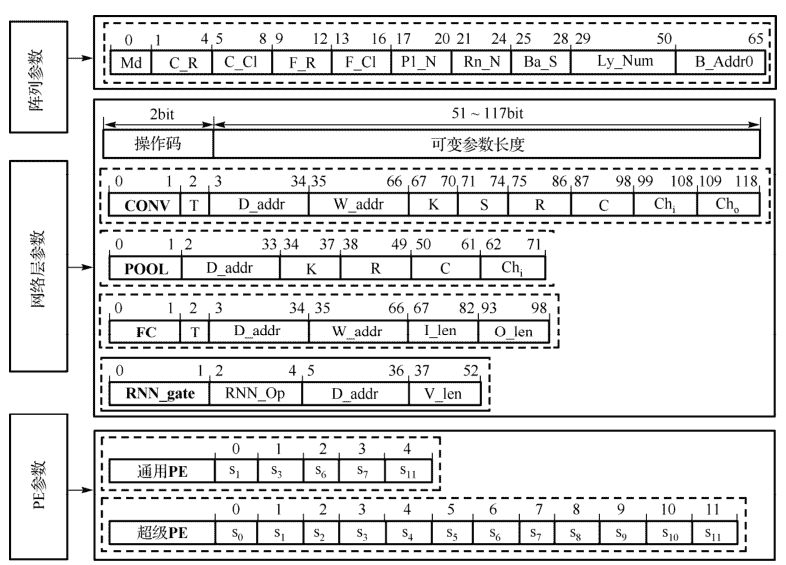 阵列参数
0 1 4 5 8 9 12 13 16 17 20 21 24 25 28 29 50 65
Md C_R C_Cl F_R F_Cl P1_N Rn_N Ba_S Ly_Num B_Addr0
网络层参数
2bit 51 ~ 117bit
操作码 可变参数长度
0 1 2 3 34 35 66 67 70 71 74 75 86 87 98 99 108 109 118
CONV T D_addr W_addr K S R C Chi Cho
0 1 2 33 34 37 38 49 50 61 62 71
POOL D_addr K R C Chi
0 1 2 3 34 35 66 67 82 93 98
FC T D_addr W_addr I_len O_len
0 1 2 4 5 36 37 52
RNN_gate RNN_Op D_addr V_len
PE参数
0 1 2 3 4
通用PE s1 s3 s6 s7 s11
0 1 2 3 4 5 6 7 8 9 10 11
超级PE s0 s1 s2 s3 s4 s5 s6 s7 s8 s9 s10 s11